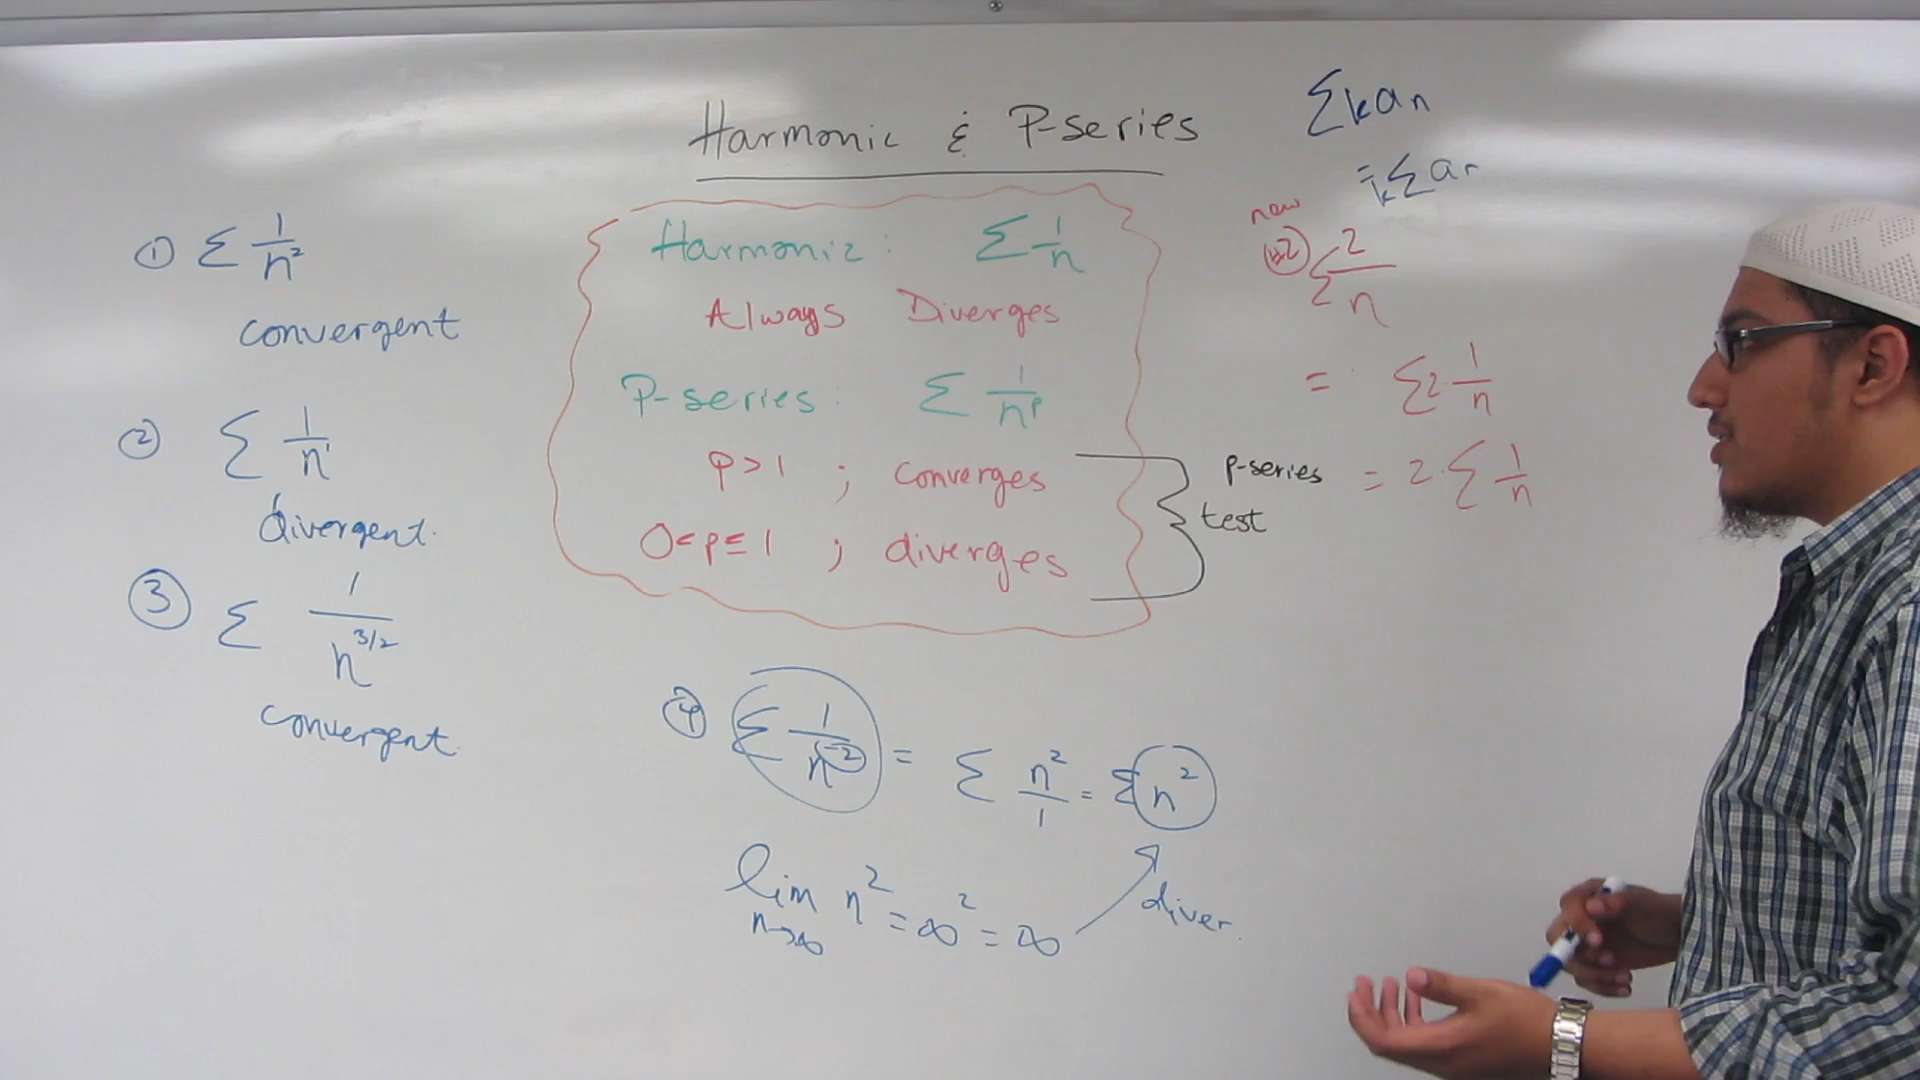 Harmonic & P-series
① Σ 1/n²
convergent
② Σ 1/n¹
divergent.
③ Σ 1/n^(3/2)
convergent.
Harmonic: Σ 1/n
Always Diverges
P-series: Σ 1/n^p
p>1 ; converges
0<p≤1 ; diverges
p-series
test
④ Σ 1/n⁻² = Σ n²/1 = Σ n²
lim n→∞ n² = ∞² = ∞
diver.
Σkan
=kΣan
new
Σ 2/n
= Σ2·1/n
= 2·Σ 1/n